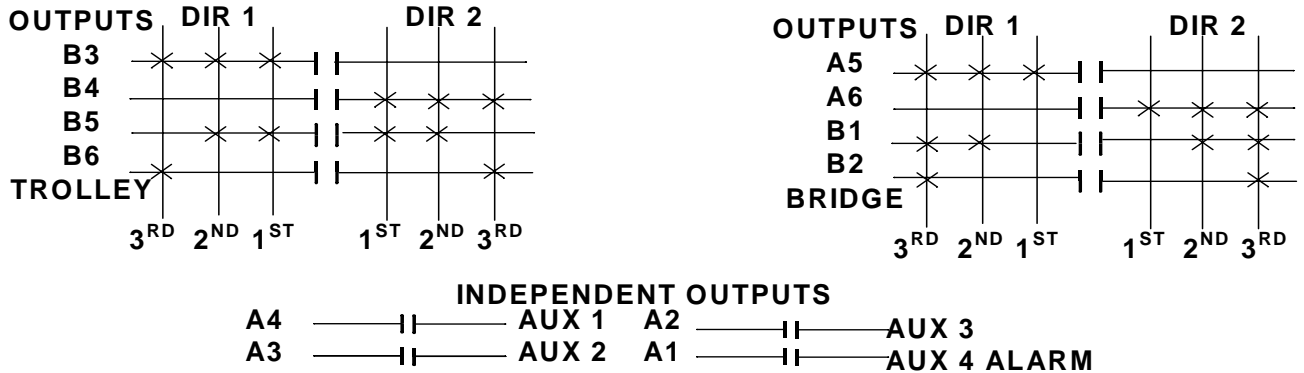 OUTPUTS DIR 1 DIR 2
B3
B4
B5
B6
TROLLEY
3RD 2ND 1ST 1ST 2ND 3RD
OUTPUTS DIR 1 DIR 2
A5
A6
B1
B2
BRIDGE
3RD 2ND 1ST 1ST 2ND 3RD
INDEPENDENT OUTPUTS
A4 AUX 1 A2 AUX 3
A3 AUX 2 A1 AUX 4 ALARM